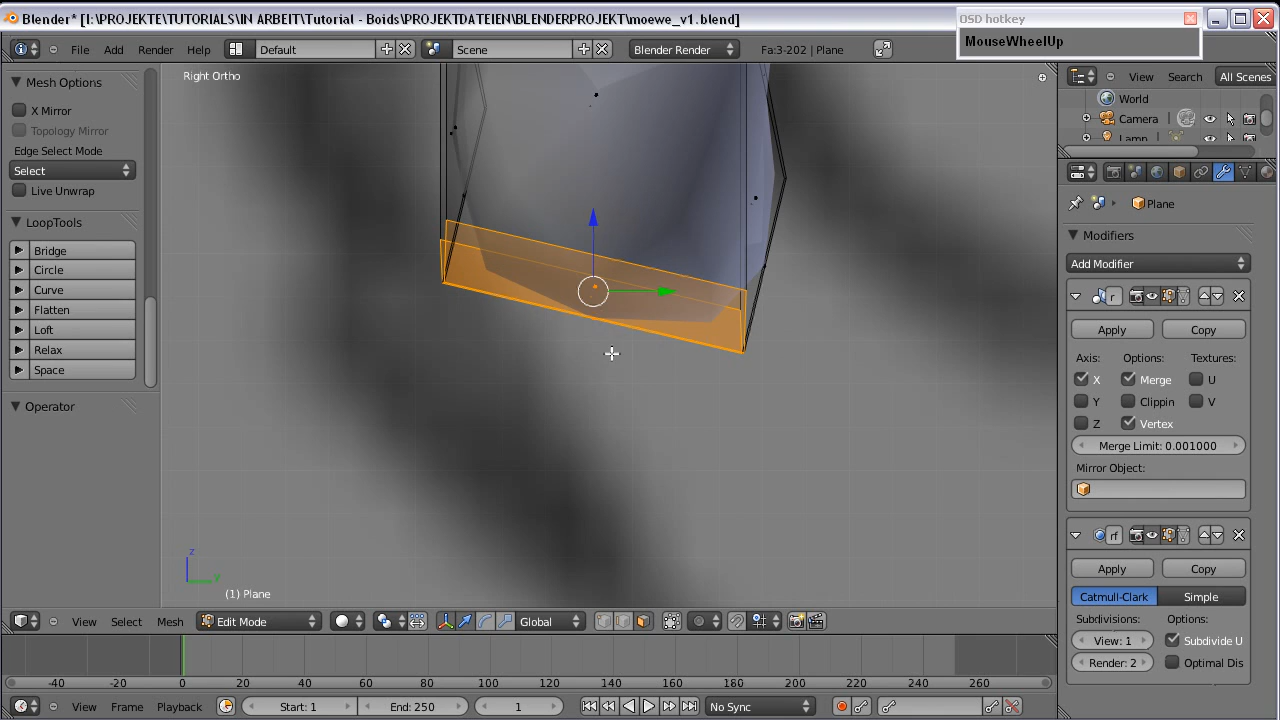 Blender* [I:\PROJEKTE\TUTORIALS\IN ARBEIT\Tutorial - Boids\PROJEKTDATEIEN\BLENDERPROJEKT\moewe_v1.blend]
OSD hotkey
MouseWheelUp
File Add Render Help Default Scene Blender Render Fa:3-202 | Plane
Mesh Options
X Mirror
Topology Mirror
Edge Select Mode
Select
Live Unwrap
LoopTools
Bridge
Circle
Curve
Flatten
Loft
Relax
Space
Operator
Right Ortho
z
y
(1) Plane
View Select Mesh Edit Mode Global
View Search All Scenes
World
Camera
Lamp
Plane
Modifiers
Add Modifier
r
Apply Copy
Axis: Options: Textures:
X Merge U
Y Clippin V
Z Vertex
Merge Limit: 0.001000
Mirror Object:
rf
Apply Copy
Catmull-Clark Simple
Subdivisions: Options:
View: 1 Subdivide U
Render: 2 Optimal Dis
-40 -20 0 20 40 60 80 100 120 140 160 180 200 220 240 260
View Frame Playback Start: 1 End: 250 1 No Sync